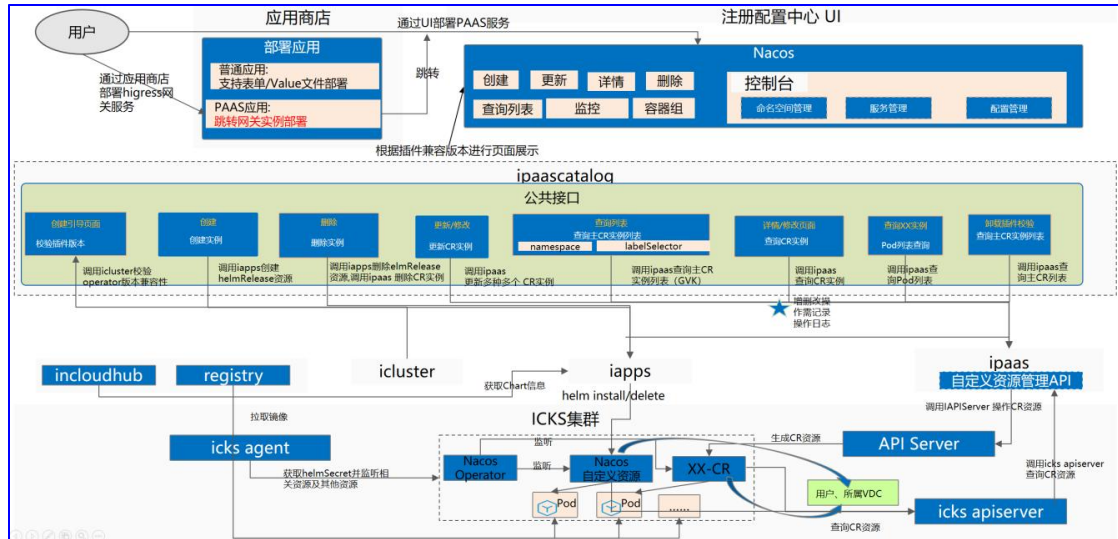 应用商店
注册配置中心 UI
用户
通过UI部署PAAS服务
部署应用
普通应用:
支持表单/Value文件部署
PAAS应用:
跳转网关实例部署
通过应用商店
部署higress网
关服务
跳转
Nacos
创建
更新
详情
删除
查询列表
监控
容器组
控制台
命名空间管理
服务管理
配置管理
根据插件兼容版本进行页面展示
ipaascatalog
公共接口
创建引导页面
校验插件版本
创建
创建实例
删除
删除实例
更新/修改
更新CR实例
查询列表
查询主CR实例列表
namespace
labelSelector
详情/修改页面
查询CR实例
查询XX实例
Pod列表查询
卸载插件校验
查询主CR实例列表
调用icluster校验
operator版本兼容性
调用iapps创建
helmRelease资源
调用iapps删除elmRelease
资源,调用ipaas 删除CR实例
调用ipaas
更新多种多个 CR实例
调用ipaas查询主CR
实例列表（GVK）
调用ipaas
查询CR实例
调用ipaas查
询Pod列表
调用ipaas查
询主CR列表
增删改操
作需记录
操作日志
incloudhub
registry
icluster
iapps
ipaas
自定义资源管理API
获取Chart信息
helm install/delete
拉取镜像
ICKS集群
调用IAPIServer 操作CR资源
icks agent
监听
生成CR资源
API Server
获取helmSecret并监听相
关资源及其他资源
Nacos
Operator
监听
Nacos
自定义资源
XX-CR
调用icks apiserver
查询CR资源
用户、所属VDC
Pod
Pod
......
icks apiserver
查询CR资源